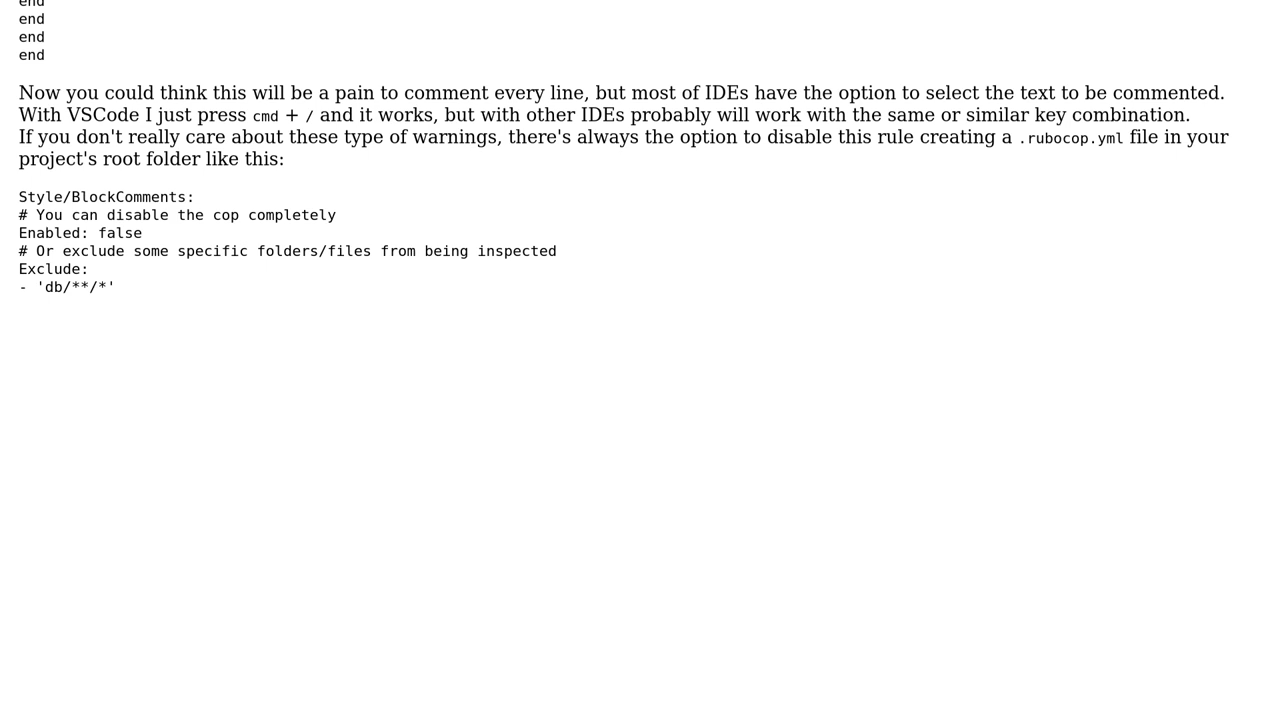 end
end
end
end
Now you could think this will be a pain to comment every line, but most of IDEs have the option to select the text to be commented.
With VSCode I just press cmd + / and it works, but with other IDEs probably will work with the same or similar key combination.
If you don't really care about these type of warnings, there's always the option to disable this rule creating a .rubocop.yml file in your
project's root folder like this:
Style/BlockComments:
# You can disable the cop completely
Enabled: false
# Or exclude some specific folders/files from being inspected
Exclude:
- 'db/**/*'